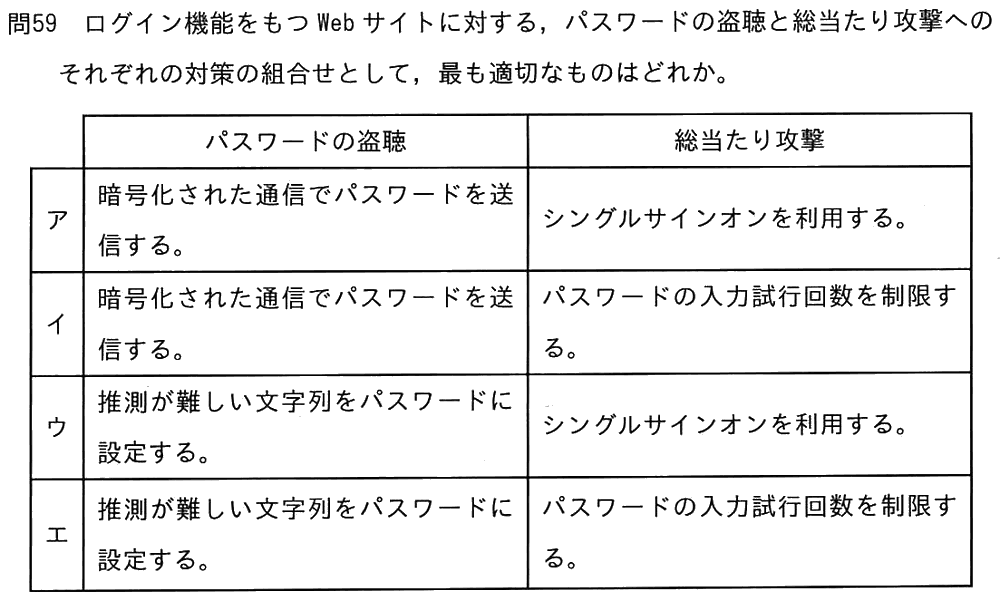 問59 ログイン機能をもつ Web サイトに対する，パスワードの盗聴と総当たり攻撃への
それぞれの対策の組合せとして，最も適切なものはどれか。
パスワードの盗聴 総当たり攻撃
ア 暗号化された通信でパスワードを送
信する。
シングルサインオンを利用する。
イ 暗号化された通信でパスワードを送
信する。
パスワードの入力試行回数を制限す
る。
ウ 推測が難しい文字列をパスワードに
設定する。
シングルサインオンを利用する。
エ 推測が難しい文字列をパスワードに
設定する。
パスワードの入力試行回数を制限す
る。